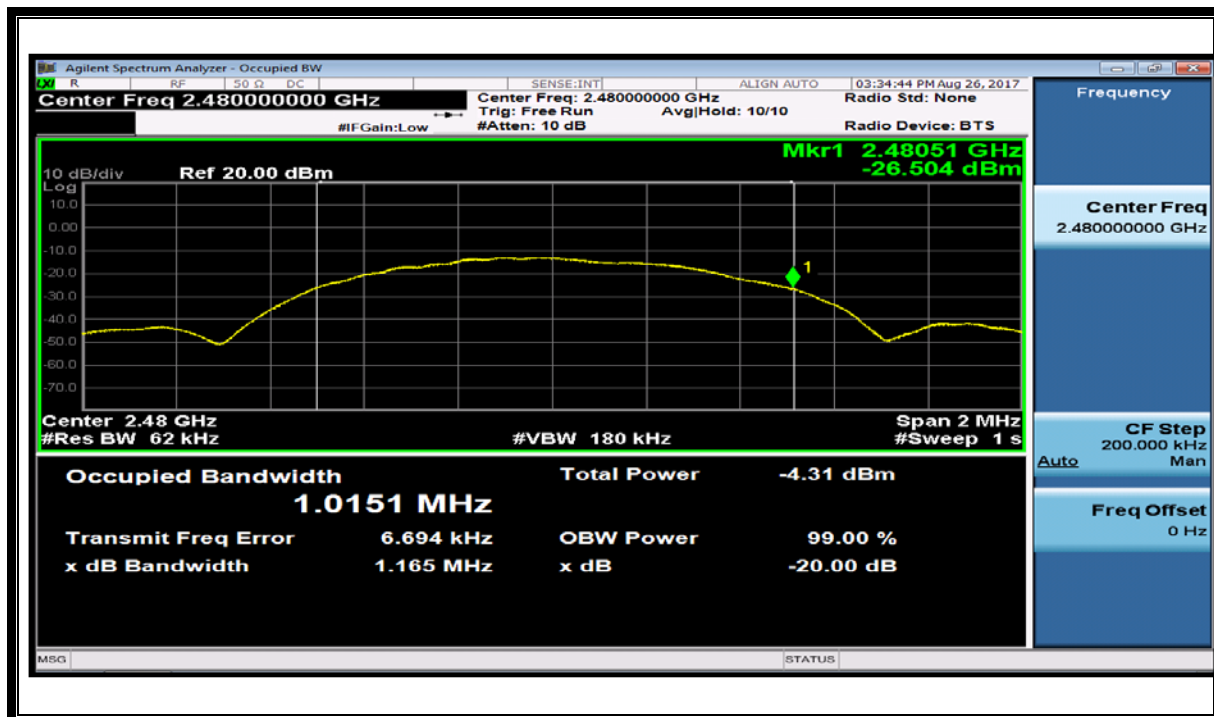 Agilent Spectrum Analyzer - Occupied BW
LXI R RF 50 Ω DC SENSE:INT ALIGN AUTO 03:34:44 PM Aug 26, 2017
Center Freq 2.480000000 GHz Center Freq: 2.480000000 GHz Radio Std: None
Trig: Free Run Avg|Hold: 10/10
#IFGain:Low #Atten: 10 dB Radio Device: BTS
Mkr1 2.48051 GHz
10 dB/div Ref 20.00 dBm -26.504 dBm
Log
10.0
0.00
-10.0
-20.0
1
-30.0
-40.0
-50.0
-60.0
-70.0
Center 2.48 GHz Span 2 MHz
#Res BW 62 kHz #VBW 180 kHz #Sweep 1 s
Occupied Bandwidth Total Power -4.31 dBm
1.0151 MHz
Transmit Freq Error 6.694 kHz OBW Power 99.00 %
x dB Bandwidth 1.165 MHz x dB -20.00 dB
MSG STATUS
Frequency
Center Freq
2.480000000 GHz
CF Step
200.000 kHz
Auto Man
Freq Offset
0 Hz